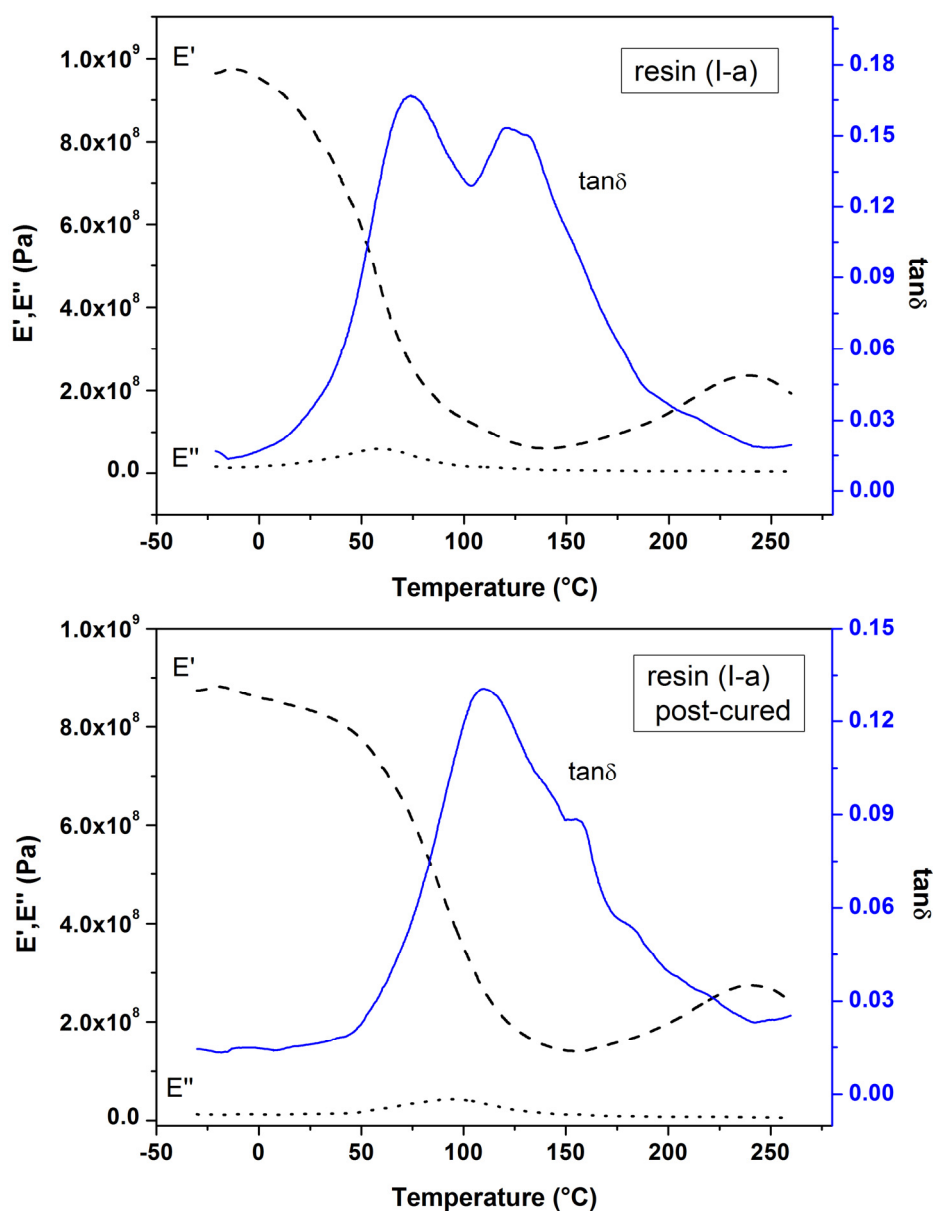 E'
resin (I-a)
tanδ
E"
1.0x10⁹
8.0x10⁸
6.0x10⁸
4.0x10⁸
2.0x10⁸
0.0
E',E" (Pa)
0.18
0.15
0.12
0.09
0.06
0.03
0.00
tanδ
-50 0 50 100 150 200 250
Temperature (°C)
E'
resin (I-a)
post-cured
tanδ
E"
1.0x10⁹
8.0x10⁸
6.0x10⁸
4.0x10⁸
2.0x10⁸
0.0
E',E" (Pa)
0.15
0.12
0.09
0.06
0.03
0.00
tanδ
-50 0 50 100 150 200 250
Temperature (°C)